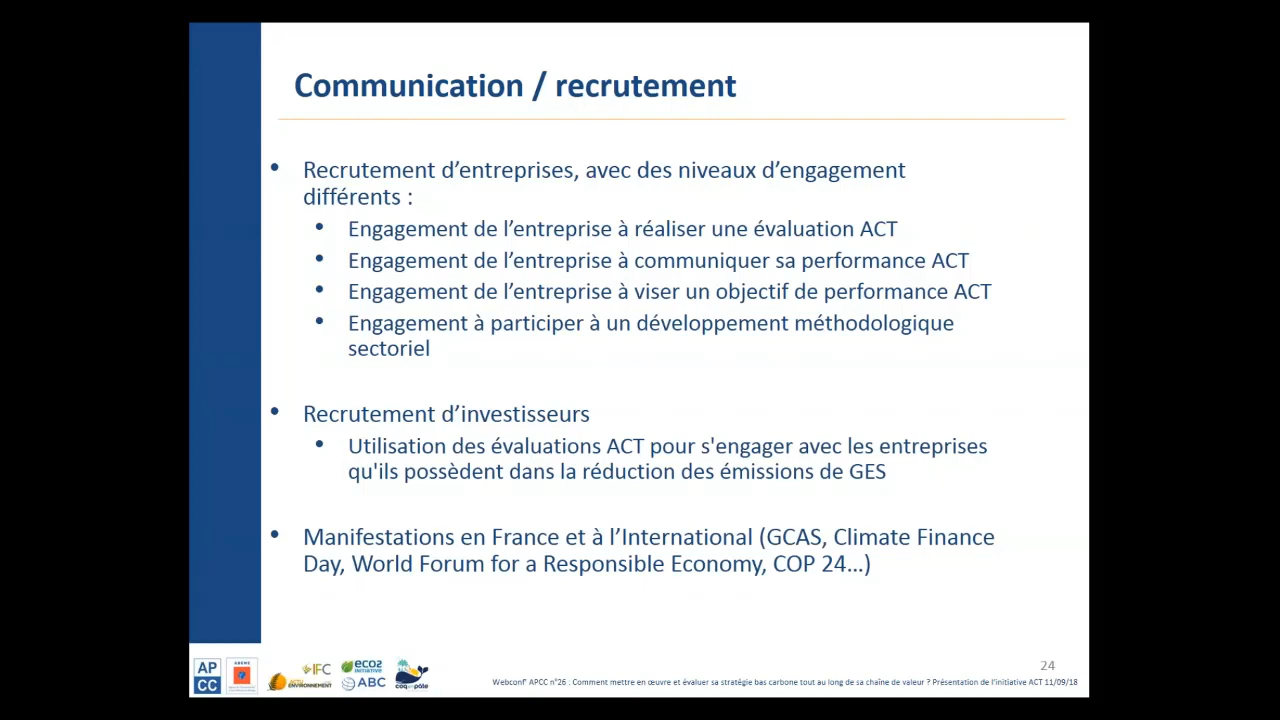 Communication / recrutement
• Recrutement d’entreprises, avec des niveaux d’engagement
différents :
• Engagement de l’entreprise à réaliser une évaluation ACT
• Engagement de l’entreprise à communiquer sa performance ACT
• Engagement de l’entreprise à viser un objectif de performance ACT
• Engagement à participer à un développement méthodologique
sectoriel
• Recrutement d’investisseurs
• Utilisation des évaluations ACT pour s'engager avec les entreprises
qu'ils possèdent dans la réduction des émissions de GES
• Manifestations en France et à l’International (GCAS, Climate Finance
Day, World Forum for a Responsible Economy, COP 24…)
24
AP
CC
ADEME
ACTU
ENVIRONNEMENT
IFC
eco2
INITIATIVE
ABC
coq en pâte
Webconf' APCC n°26 : Comment mettre en œuvre et évaluer sa stratégie bas carbone tout au long de sa chaîne de valeur ? Présentation de l'initiative ACT 11/09/18